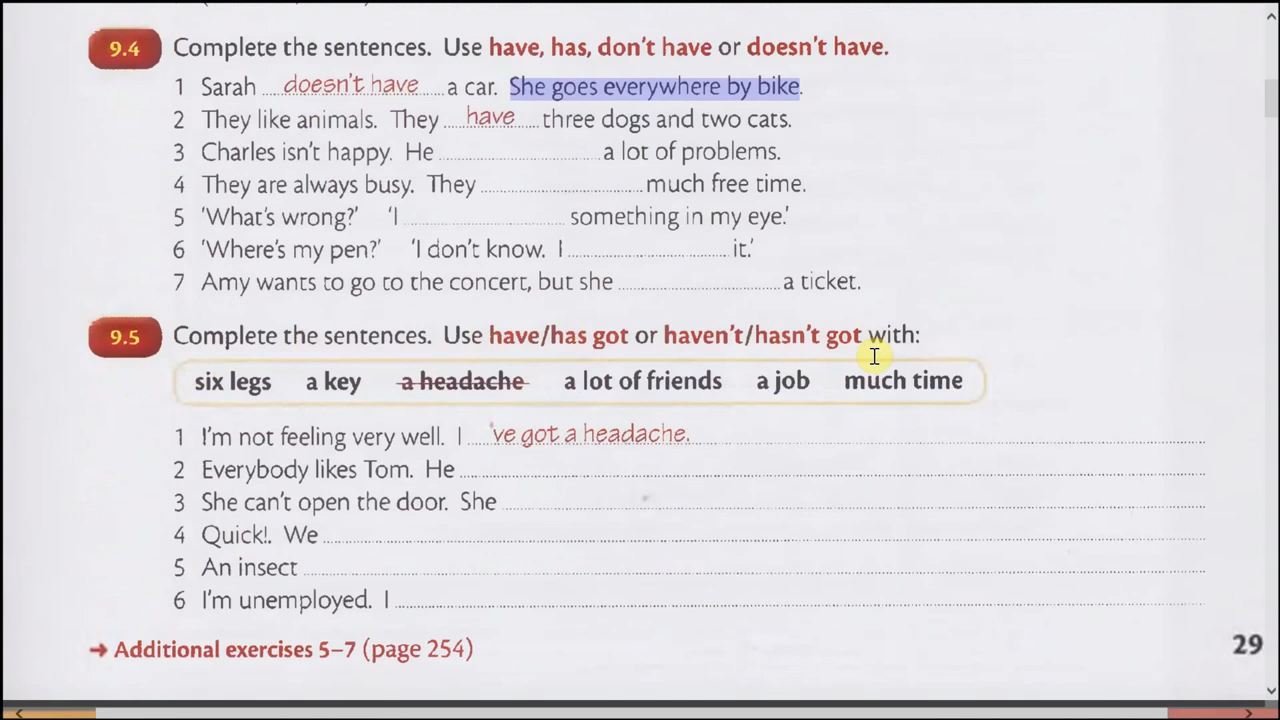 9.4 Complete the sentences. Use have, has, don't have or doesn't have.
1 Sarah doesn't have a car. She goes everywhere by bike.
2 They like animals. They have three dogs and two cats.
3 Charles isn't happy. He a lot of problems.
4 They are always busy. They much free time.
5 'What's wrong?' 'I something in my eye.'
6 'Where's my pen?' 'I don't know. I it.'
7 Amy wants to go to the concert, but she a ticket.
9.5 Complete the sentences. Use have/has got or haven't/hasn't got with:
six legs a key a headache a lot of friends a job much time
1 I'm not feeling very well. I 've got a headache.
2 Everybody likes Tom. He
3 She can't open the door. She
4 Quick!. We
5 An insect
6 I'm unemployed. I
→ Additional exercises 5–7 (page 254)
29